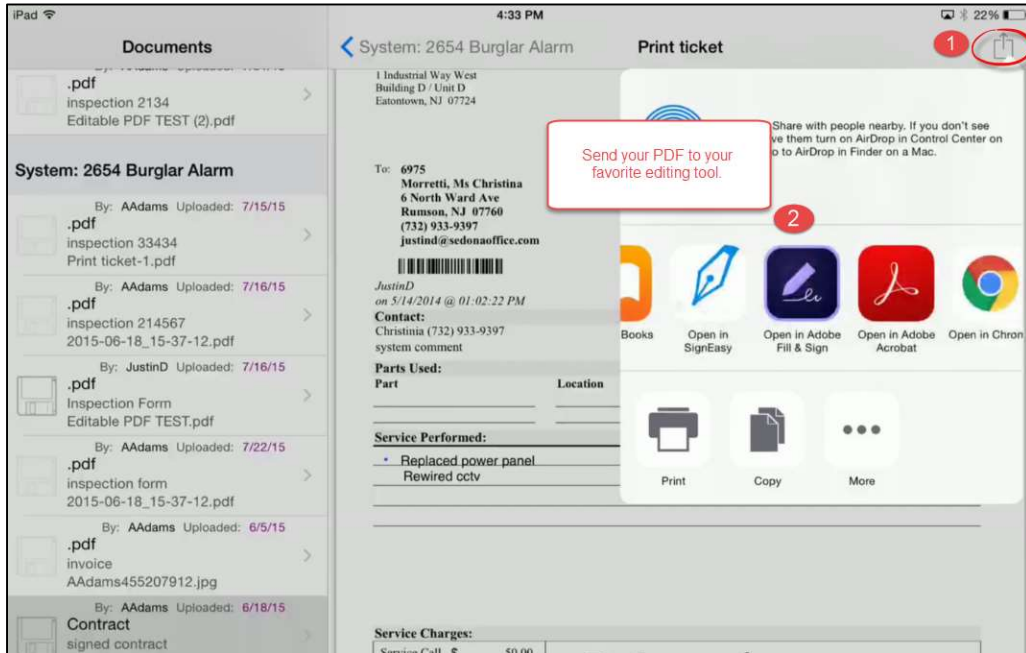 iPad
4:33 PM
22%
Documents
System: 2654 Burglar Alarm
Print ticket
1
.pdf
inspection 2134
Editable PDF TEST (2).pdf
System: 2654 Burglar Alarm
By: AAdams Uploaded: 7/15/15
.pdf
inspection 33434
Print ticket-1.pdf
By: AAdams Uploaded: 7/16/15
.pdf
inspection 214567
2015-06-18_15-37-12.pdf
By: JustinD Uploaded: 7/16/15
.pdf
Inspection Form
Editable PDF TEST.pdf
By: AAdams Uploaded: 7/22/15
.pdf
inspection form
2015-06-18_15-37-12.pdf
By: AAdams Uploaded: 6/5/15
.pdf
invoice
AAdams455207912.jpg
By: AAdams Uploaded: 6/18/15
Contract
signed contract
1 Industrial Way West
Building D / Unit D
Eatontown, NJ 07724
To: 6975
Morretti, Ms Christina
6 North Ward Ave
Rumson, NJ 07760
(732) 933-9397
justind@sedonaoffice.com
JustinD
on 5/14/2014 @ 01:02:22 PM
Contact:
Christinia (732) 933-9397
system comment
Parts Used:
Part Location
Service Performed:
• Replaced power panel
Rewired cctv
Service Charges:
Service Call $ 50.00
Send your PDF to your
favorite editing tool.
Share with people nearby. If you don't see
them turn on AirDrop in Control Center on
to AirDrop in Finder on a Mac.
2
Books
Open in
SignEasy
Open in Adobe
Fill & Sign
Open in Adobe
Acrobat
Open in Chron
Print
Copy
More